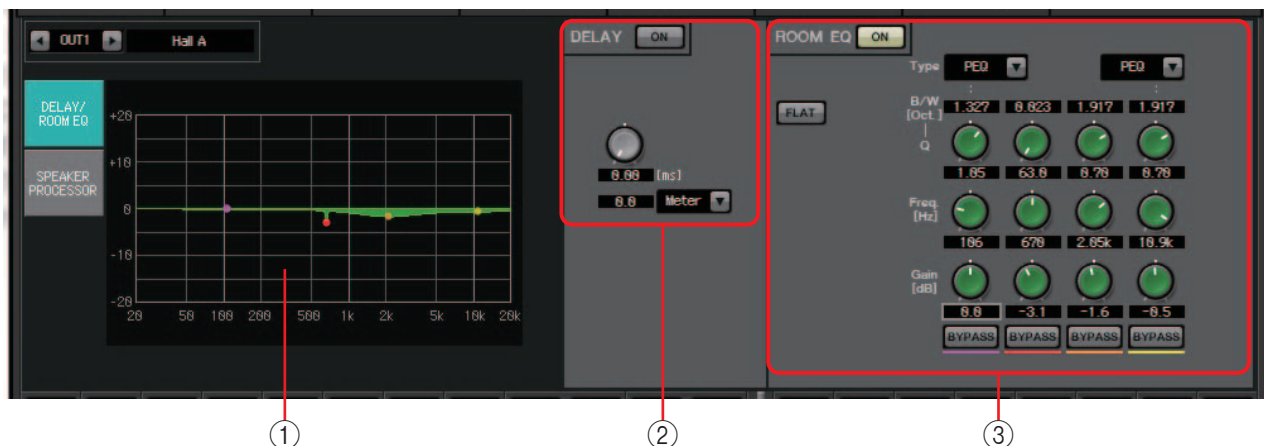 OUT1
Hall A
DELAY/
ROOM EQ
SPEAKER
PROCESSOR
+20
+10
0
-10
-20
20 50 100 200 500 1k 2k 5k 10k 20k
DELAY ON
0.00 [ms]
0.0 Meter
ROOM EQ ON
FLAT
Type PEQ PEQ
B/W
[Oct.]
1.327 0.023 1.917 1.917
Q
1.05 63.0 0.70 0.70
Freq.
[Hz]
106 670 2.05k 10.9k
Gain
[dB]
0.0 -3.1 -1.6 -0.5
BYPASS BYPASS BYPASS BYPASS
① ② ③